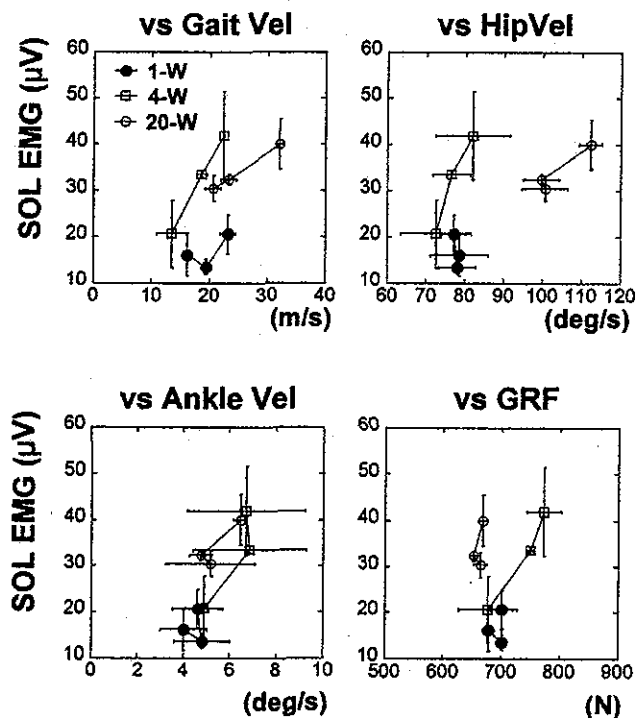 vs Gait Vel
vs HipVel
SOL EMG (µV)
60
50
40
30
20
10
1-W
4-W
20-W
0 10 20 30 40
(m/s)
60
50
40
30
20
10
60 70 80 90 100 110 120
(deg/s)
vs Ankle Vel
vs GRF
SOL EMG (µV)
60
50
40
30
20
10
0 2 4 6 8 10
(deg/s)
60
50
40
30
20
10
500 600 700 800 900
(N)